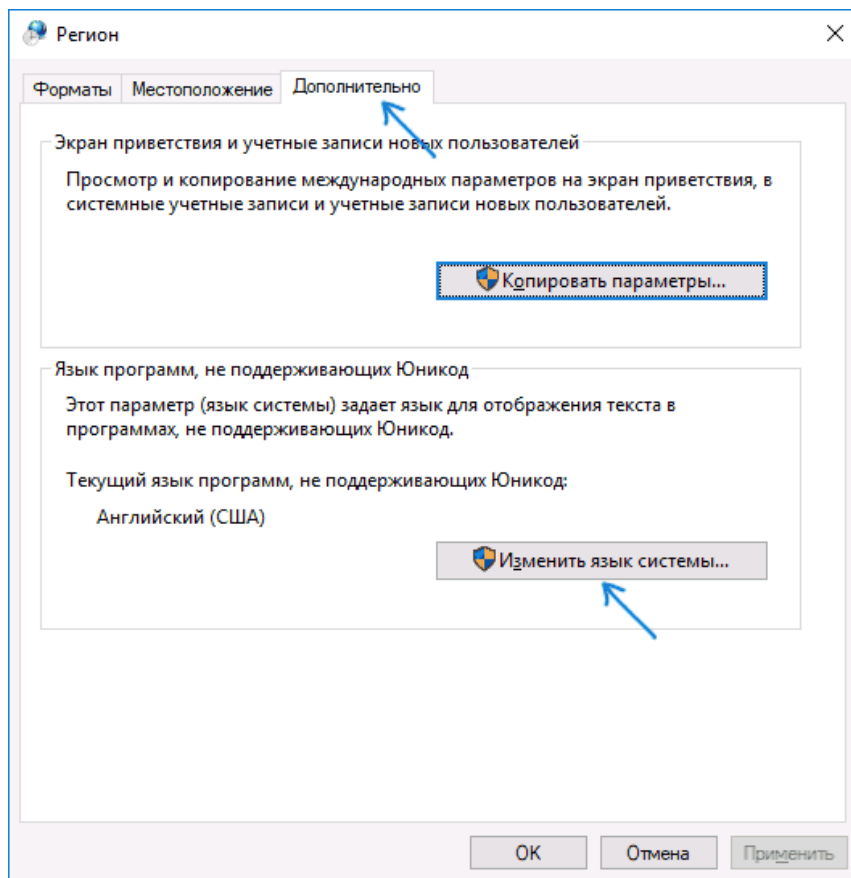 Регион
Форматы
Местоположение
Дополнительно
Экран приветствия и учетные записи новых пользователей
Просмотр и копирование международных параметров на экран приветствия, в
системные учетные записи и учетные записи новых пользователей.
Копировать параметры...
Язык программ, не поддерживающих Юникод
Этот параметр (язык системы) задает язык для отображения текста в
программах, не поддерживающих Юникод.
Текущий язык программ, не поддерживающих Юникод:
Английский (США)
Изменить язык системы...
ОК
Отмена
Применить